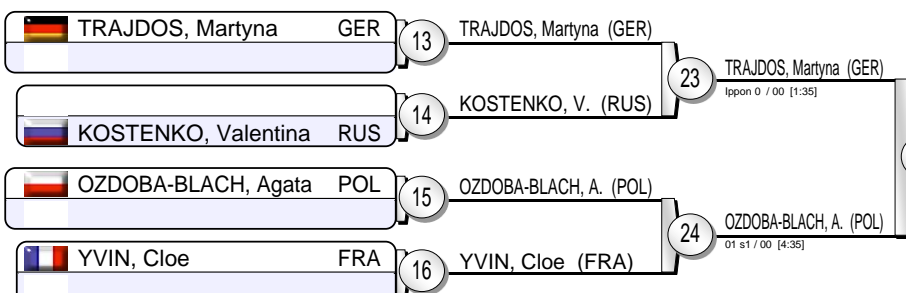 TRAJDOS, Martyna GER
13
TRAJDOS, Martyna (GER)
23
TRAJDOS, Martyna (GER)
Ippon 0 / 00 [1:35]
14
KOSTENKO, V. (RUS)
KOSTENKO, Valentina RUS
OZDOBA-BLACH, Agata POL
15
OZDOBA-BLACH, A. (POL)
24
OZDOBA-BLACH, A. (POL)
01 s1 / 00 [4:35]
YVIN, Cloe FRA
16
YVIN, Cloe (FRA)